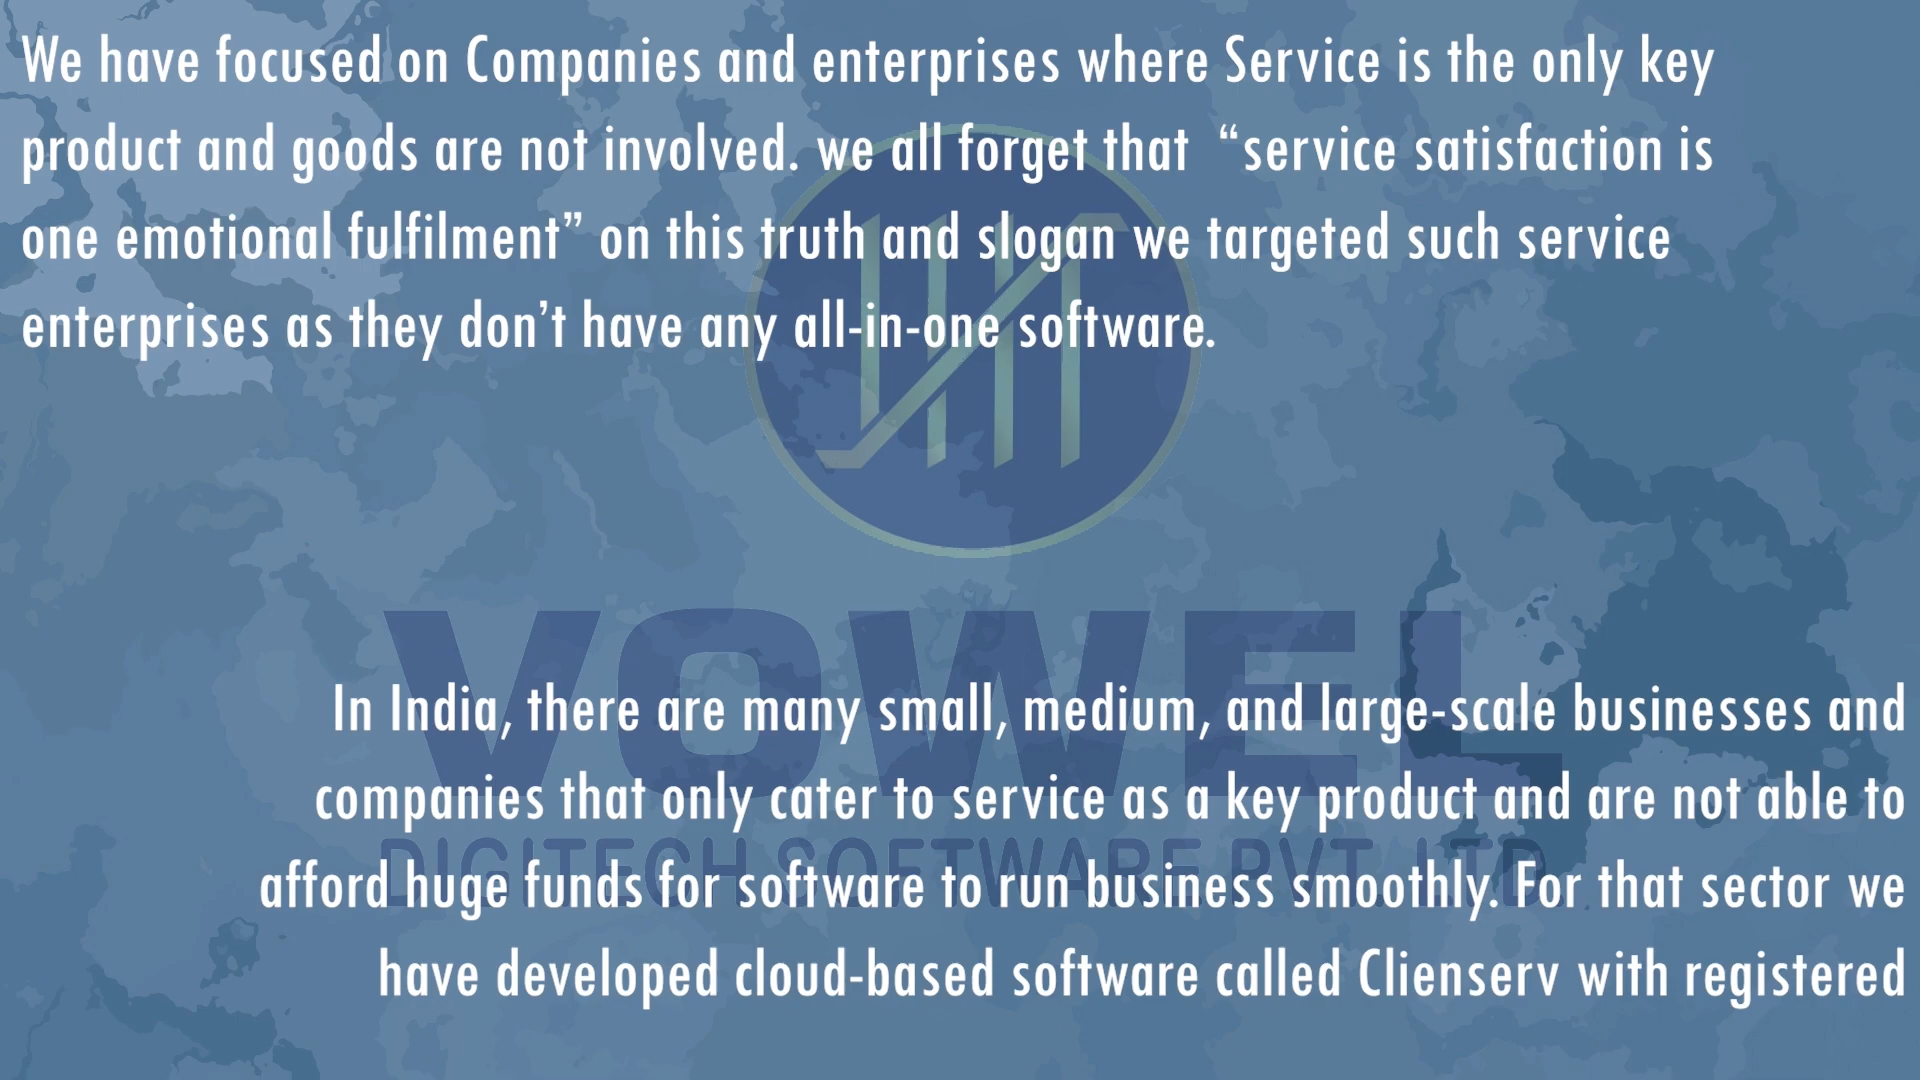 We have focused on Companies and enterprises where Service is the only key
product and goods are not involved. we all forget that “service satisfaction is
one emotional fulfilment” on this truth and slogan we targeted such service
enterprises as they don’t have any all-in-one software.
VOWEL
In India, there are many small, medium, and large-scale businesses and
companies that only cater to service as a key product and are not able to
DIGITECH SOFTWARE PVT. LTD.
afford huge funds for software to run business smoothly. For that sector we
have developed cloud-based software called Clienserv with registered